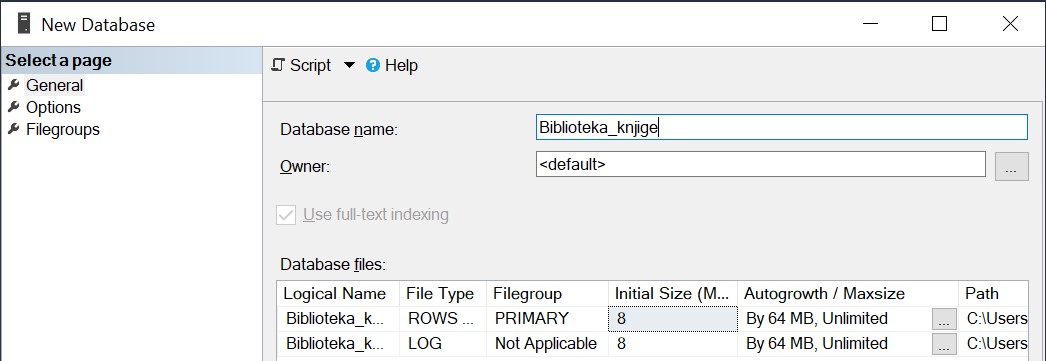 New Database
Select a page
General
Options
Filegroups
Script Help
Database name: Biblioteka_knjige
Owner: <default> ...
Use full-text indexing
Database files:
Logical Name File Type Filegroup Initial Size (M... Autogrowth / Maxsize Path
Biblioteka_k... ROWS ... PRIMARY 8 By 64 MB, Unlimited ... C:\Users
Biblioteka_k... LOG Not Applicable 8 By 64 MB, Unlimited ... C:\Users